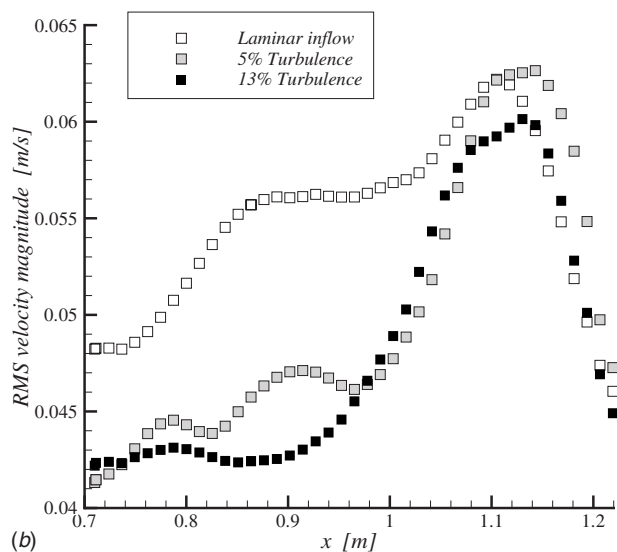 0.065
0.06
0.055
0.05
0.045
0.04
RMS velocity magnitude [m/s]
Laminar inflow
5% Turbulence
13% Turbulence
0.7 0.8 0.9 1 1.1 1.2
x [m]
(b)